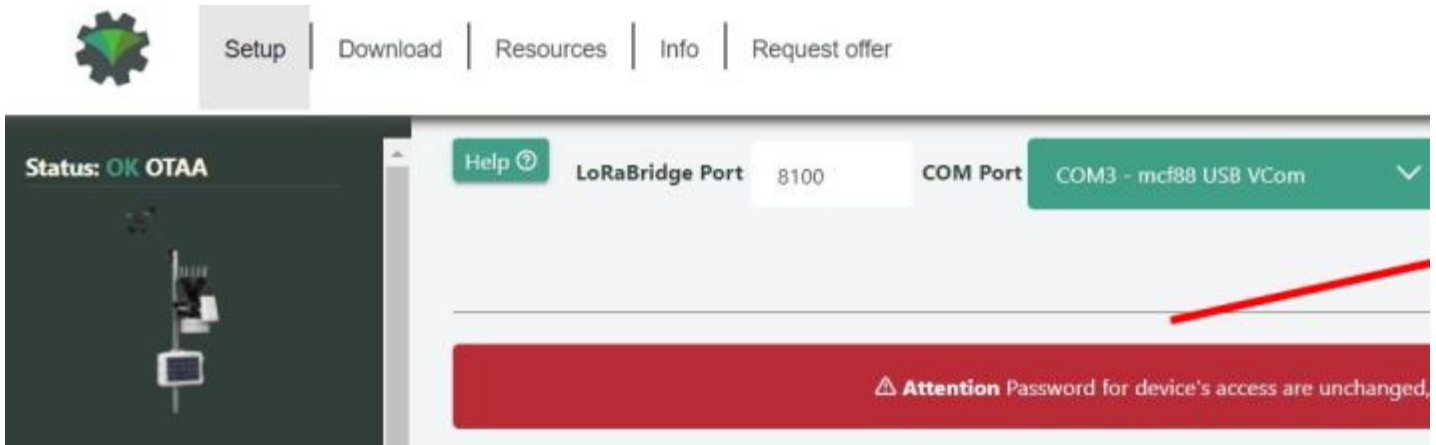 Setup
Download
Resources
Info
Request offer
Status: OK OTAA
Help
LoRaBridge Port
8100
COM Port
COM3 - mcf88 USB VCom
Attention Password for device's access are unchanged,